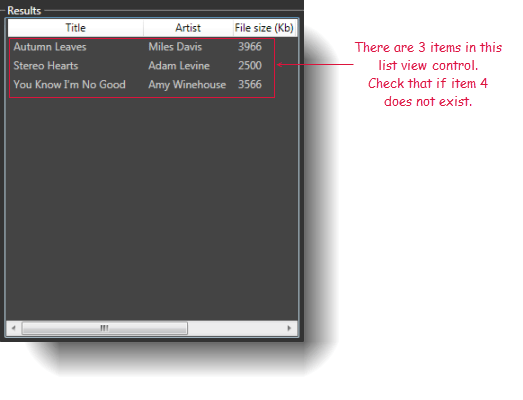 Results
Title Artist File size (Kb)
Autumn Leaves Miles Davis 3966
Stereo Hearts Adam Levine 2500
You Know I'm No Good Amy Winehouse 3566
There are 3 items in this
list view control.
Check that if item 4
does not exist.